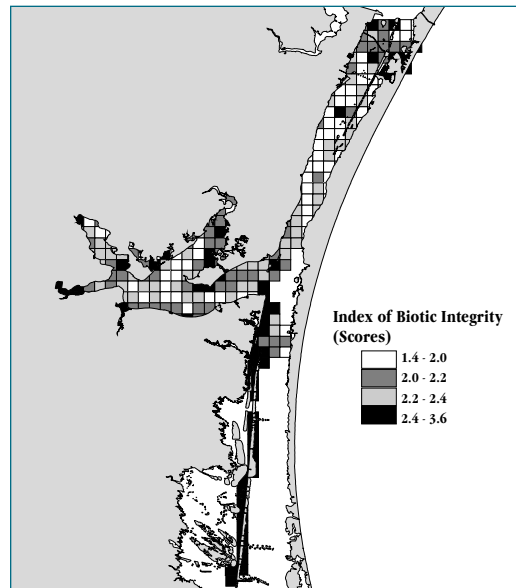 Index of Biotic Integrity
(Scores)
1.4 - 2.0
2.0 - 2.2
2.2 - 2.4
2.4 - 3.6